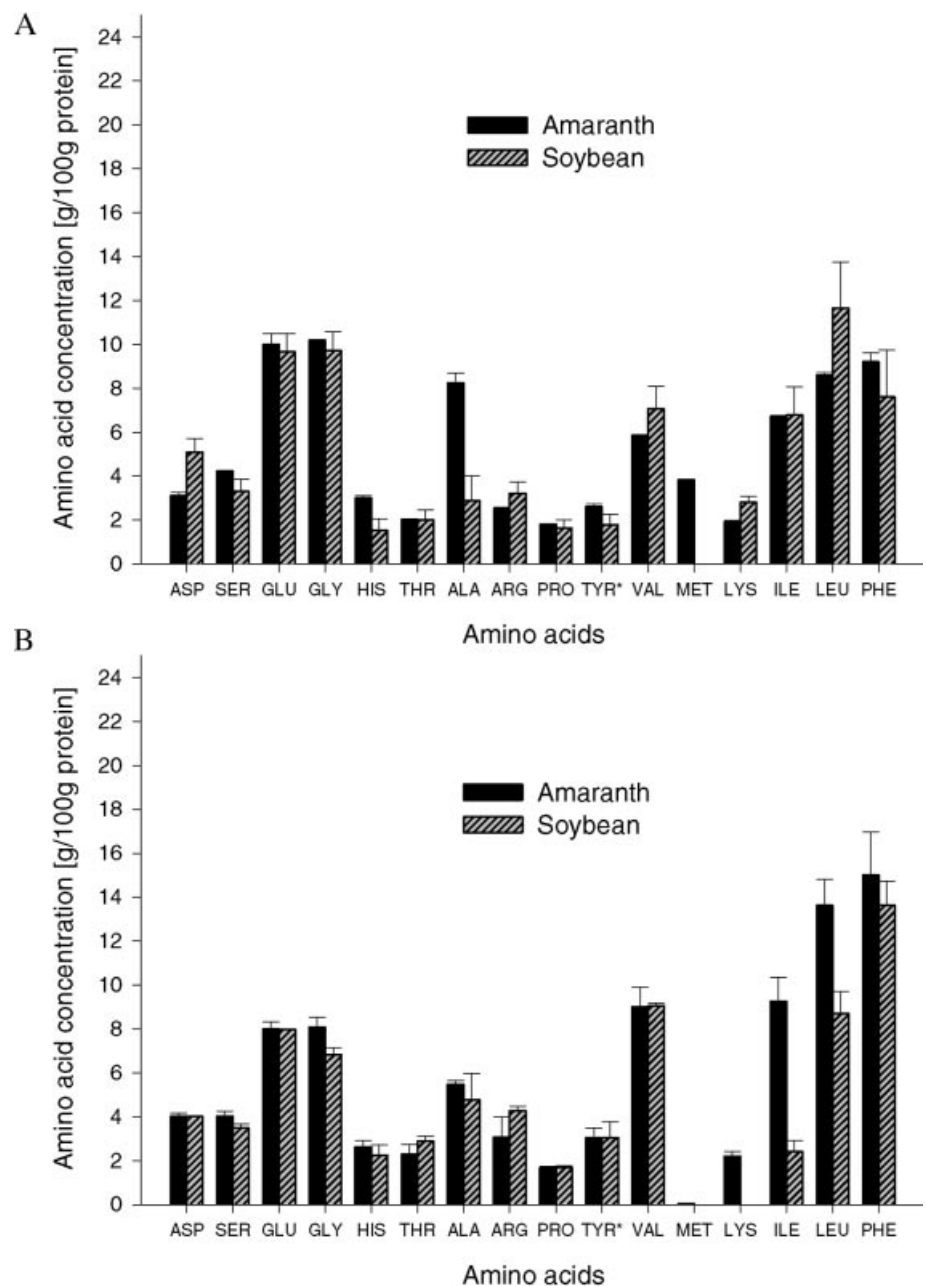 A
Amino acid concentration [g/100g protein]
24
22
20
18
16
14
12
10
8
6
4
2
0
Amaranth
Soybean
ASP SER GLU GLY HIS THR ALA ARG PRO TYR* VAL MET LYS ILE LEU PHE
Amino acids
B
Amino acid concentration [g/100g protein]
24
22
20
18
16
14
12
10
8
6
4
2
0
Amaranth
Soybean
ASP SER GLU GLY HIS THR ALA ARG PRO TYR* VAL MET LYS ILE LEU PHE
Amino acids